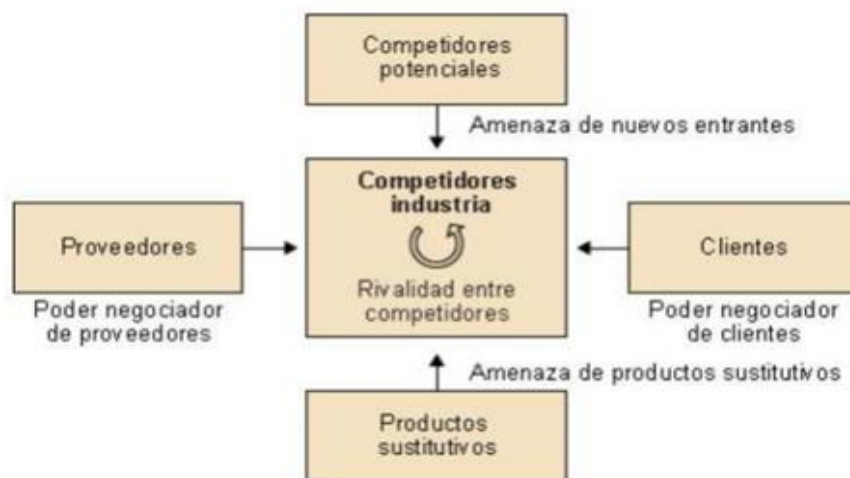 Competidores
potenciales
Amenaza de nuevos entrantes
Competidores
industria
Rivalidad entre
competidores
Proveedores
Poder negociador
de proveedores
Clientes
Poder negociador
de clientes
Amenaza de productos sustitutivos
Productos
sustitutivos